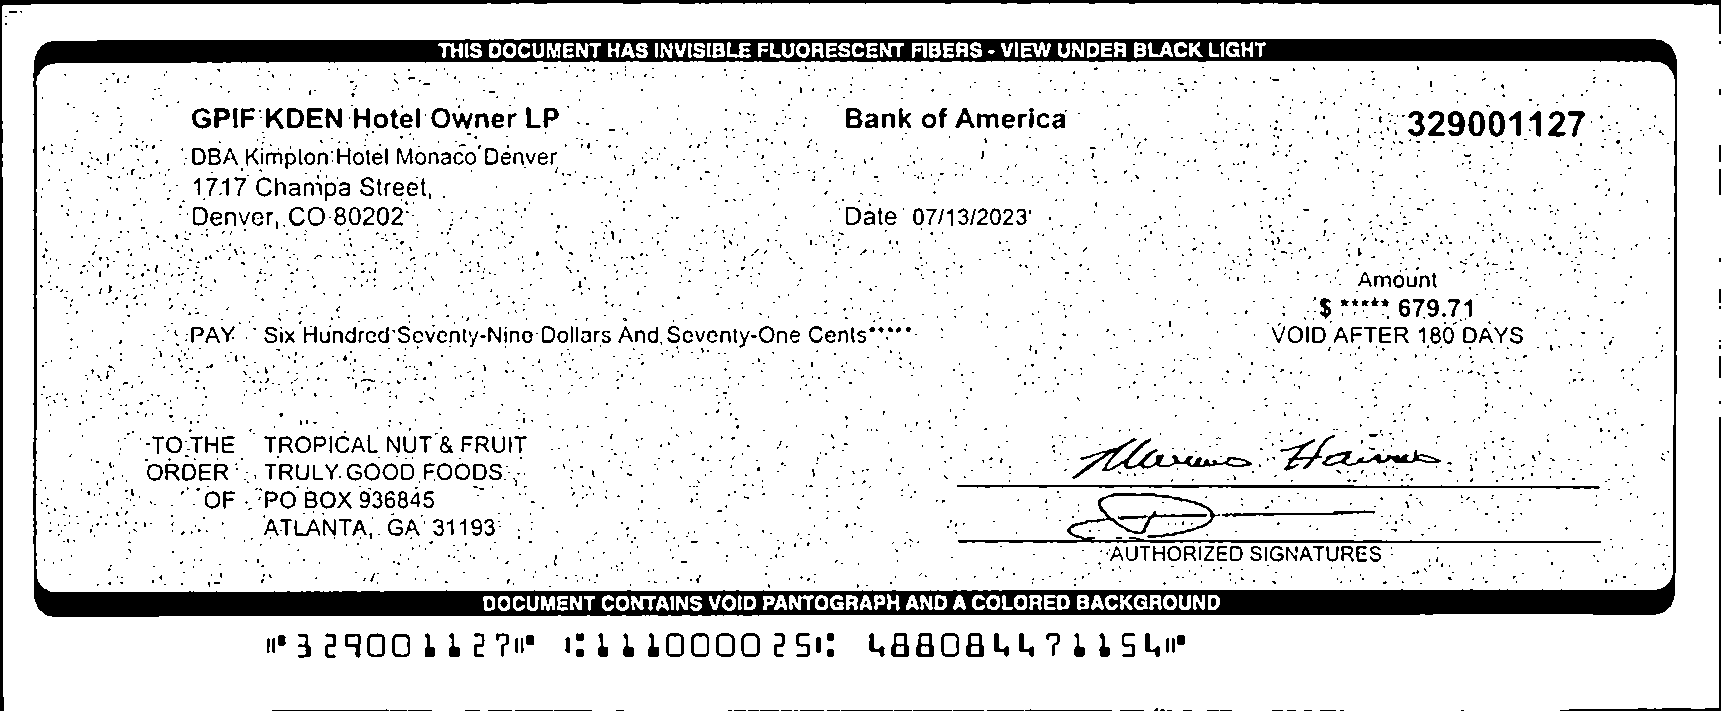 THIS DOCUMENT HAS INVISIBLE FLUORESCENT FIBERS - VIEW UNDER BLACK LIGHT
GPIF KDEN Hotel Owner LP
DBA Kimpton Hotel Monaco Denver
1717 Champa Street,
Denver, CO 80202
Bank of America
329001127
Date 07/13/2023
Amount
$ ***** 679.71
VOID AFTER 180 DAYS
PAY Six Hundred Seventy-Nine Dollars And Seventy-One Cents*****
TO THE ORDER OF
TROPICAL NUT & FRUIT
TRULY GOOD FOODS
PO BOX 936845
ATLANTA, GA 31193
AUTHORIZED SIGNATURES
DOCUMENT CONTAINS VOID PANTOGRAPH AND A COLORED BACKGROUND
⑈329001127⑈ ⑆111000025⑆ 488084471154⑈